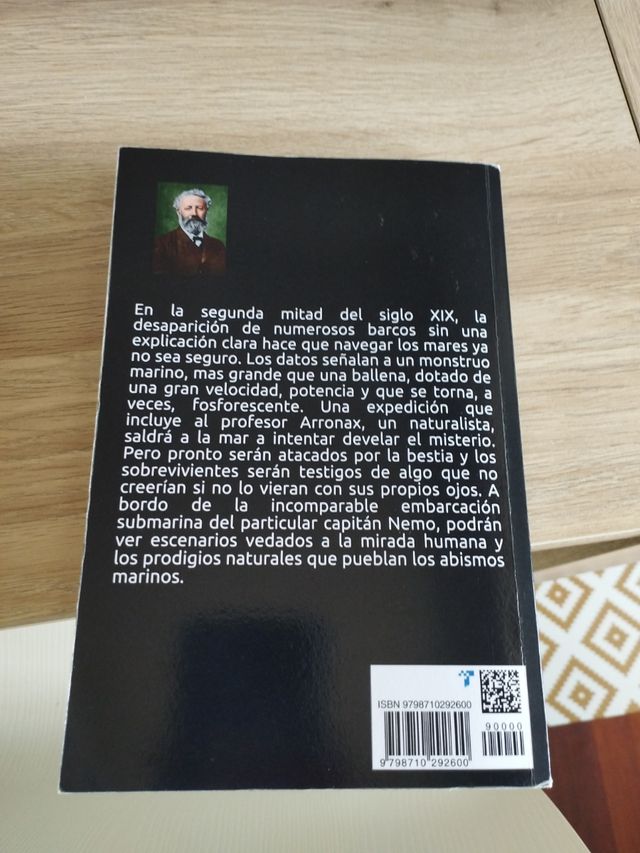 En la segunda mitad del siglo XIX, la
desaparición de numerosos barcos sin una
explicación clara hace que navegar los mares ya
no sea seguro. Los datos señalan a un monstruo
marino, mas grande que una ballena, dotado de
una gran velocidad, potencia y que se torna, a
veces, fosforescente. Una expedición que
incluye al profesor Arronax, un naturalista,
saldrá a la mar a intentar develar el misterio.
Pero pronto serán atacados por la bestia y los
sobrevivientes serán testigos de algo que no
creerían si no lo vieran con sus propios ojos. A
bordo de la incomparable embarcación
submarina del particular capitán Nemo, podrán
ver escenarios vedados a la mirada humana y
los prodigios naturales que pueblan los abismos
marinos.
ISBN 9798710292600
90000
9 798710 292600